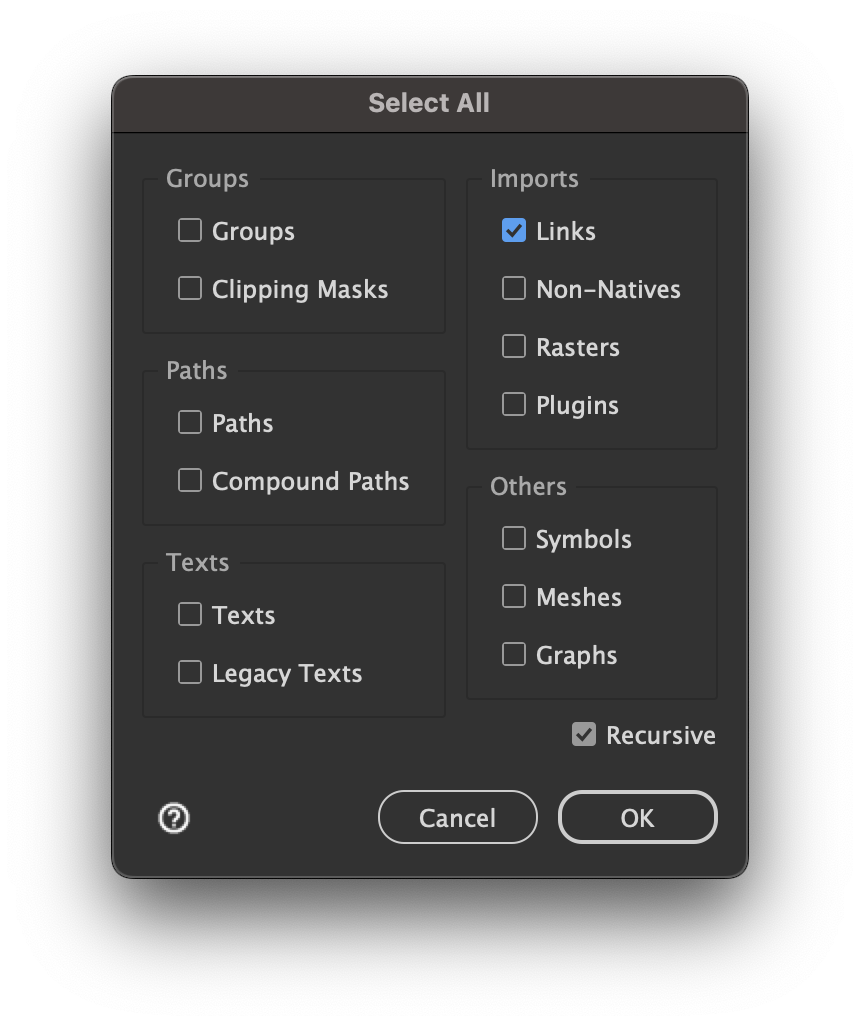 Select All
Groups
Groups
Clipping Masks
Paths
Paths
Compound Paths
Texts
Texts
Legacy Texts
Imports
Links
Non-Natives
Rasters
Plugins
Others
Symbols
Meshes
Graphs
Recursive
?
Cancel
OK